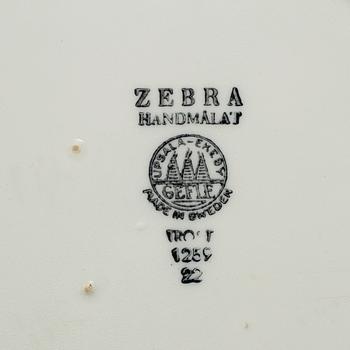 ZEBRA
HANDMÅLAT
UPSALA-EKEBY
GEFLE
MADE IN SWEDEN
1259
22